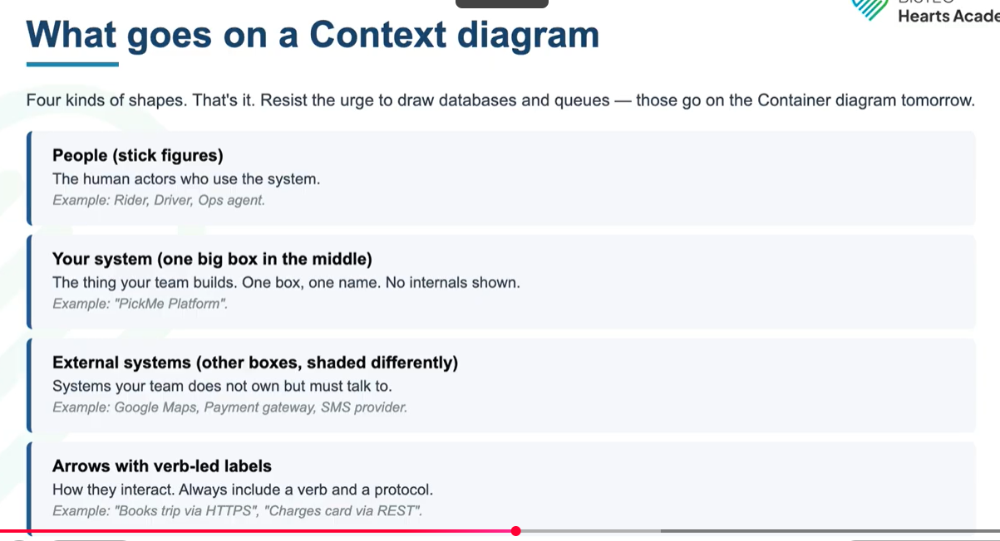 Hearts Acade
What goes on a Context diagram
Four kinds of shapes. That's it. Resist the urge to draw databases and queues — those go on the Container diagram tomorrow.
People (stick figures)
The human actors who use the system.
Example: Rider, Driver, Ops agent.
Your system (one big box in the middle)
The thing your team builds. One box, one name. No internals shown.
Example: "PickMe Platform".
External systems (other boxes, shaded differently)
Systems your team does not own but must talk to.
Example: Google Maps, Payment gateway, SMS provider.
Arrows with verb-led labels
How they interact. Always include a verb and a protocol.
Example: "Books trip via HTTPS", "Charges card via REST".